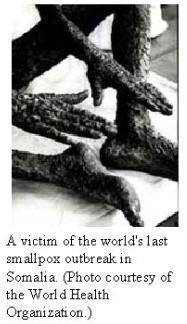 A victim of the world's last
smallpox outbreak in
Somalia. (Photo courtesy of
the World Health
Organization.)